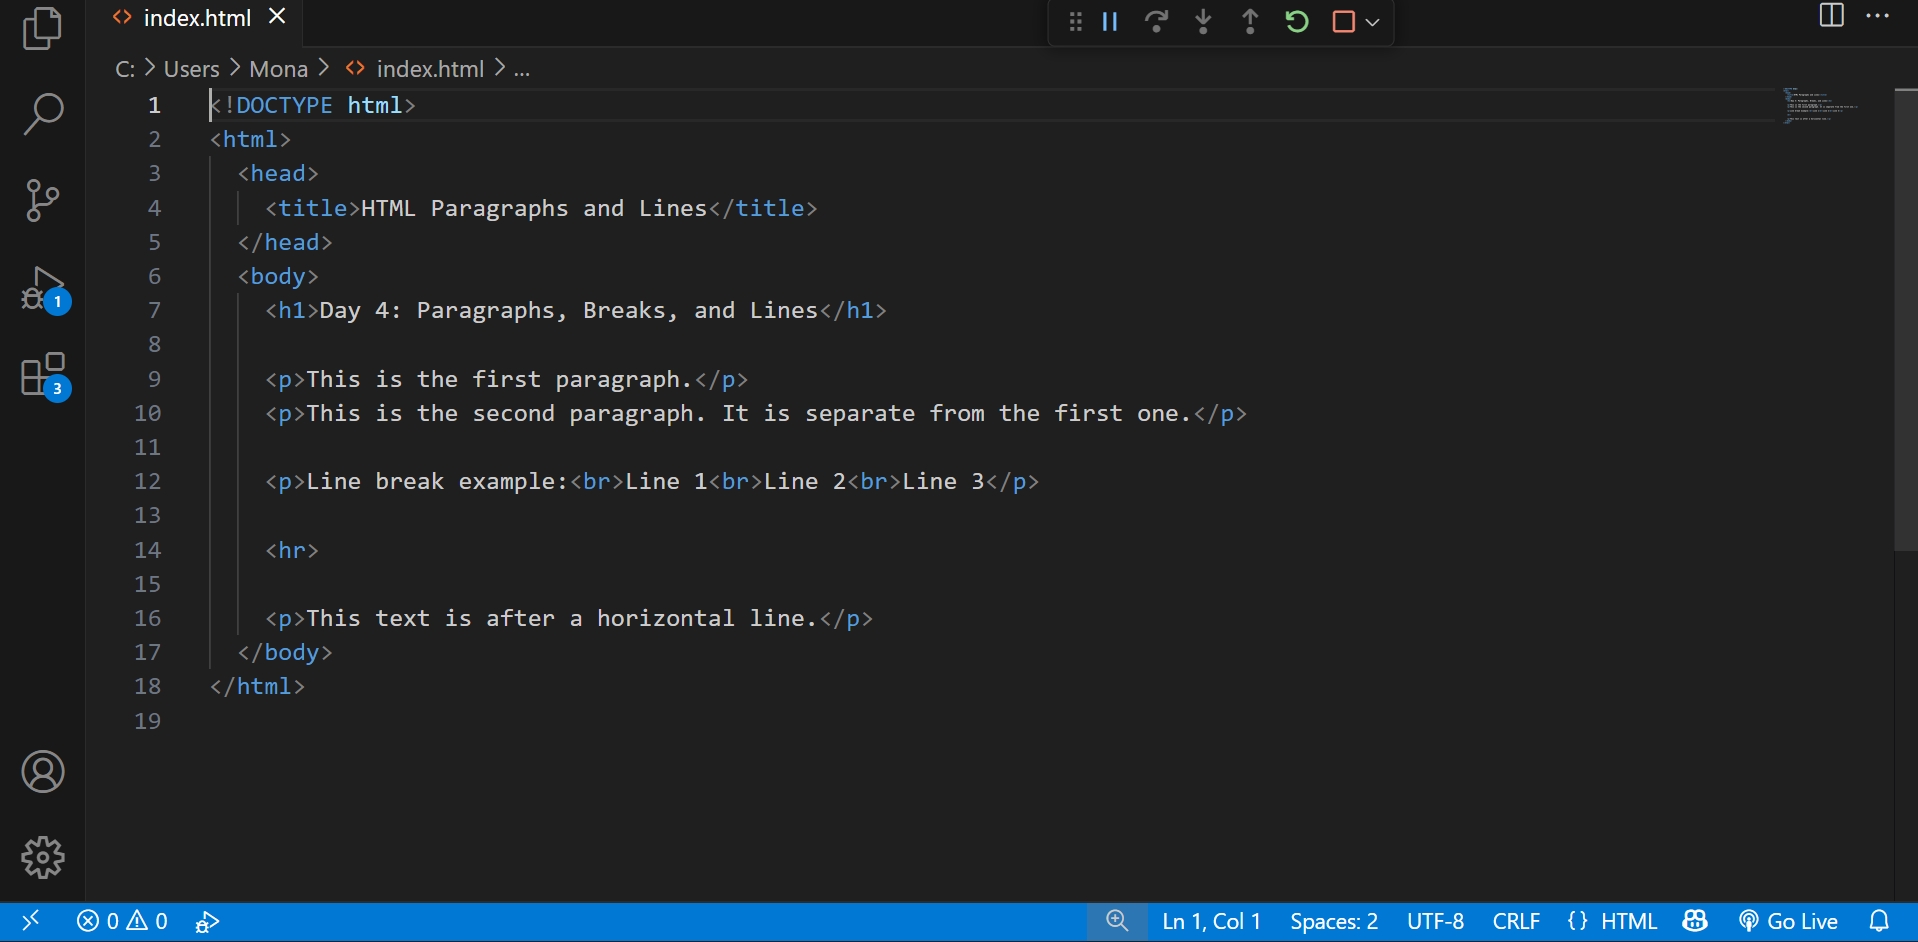 index.html
C: > Users > Mona > index.html > ...
1 <!DOCTYPE html>
2 <html>
3   <head>
4     <title>HTML Paragraphs and Lines</title>
5   </head>
6   <body>
7     <h1>Day 4: Paragraphs, Breaks, and Lines</h1>
8
9     <p>This is the first paragraph.</p>
10     <p>This is the second paragraph. It is separate from the first one.</p>
11
12     <p>Line break example:<br>Line 1<br>Line 2<br>Line 3</p>
13
14     <hr>
15
16     <p>This text is after a horizontal line.</p>
17   </body>
18 </html>
19
1
3
0 0 Ln 1, Col 1 Spaces: 2 UTF-8 CRLF {} HTML Go Live